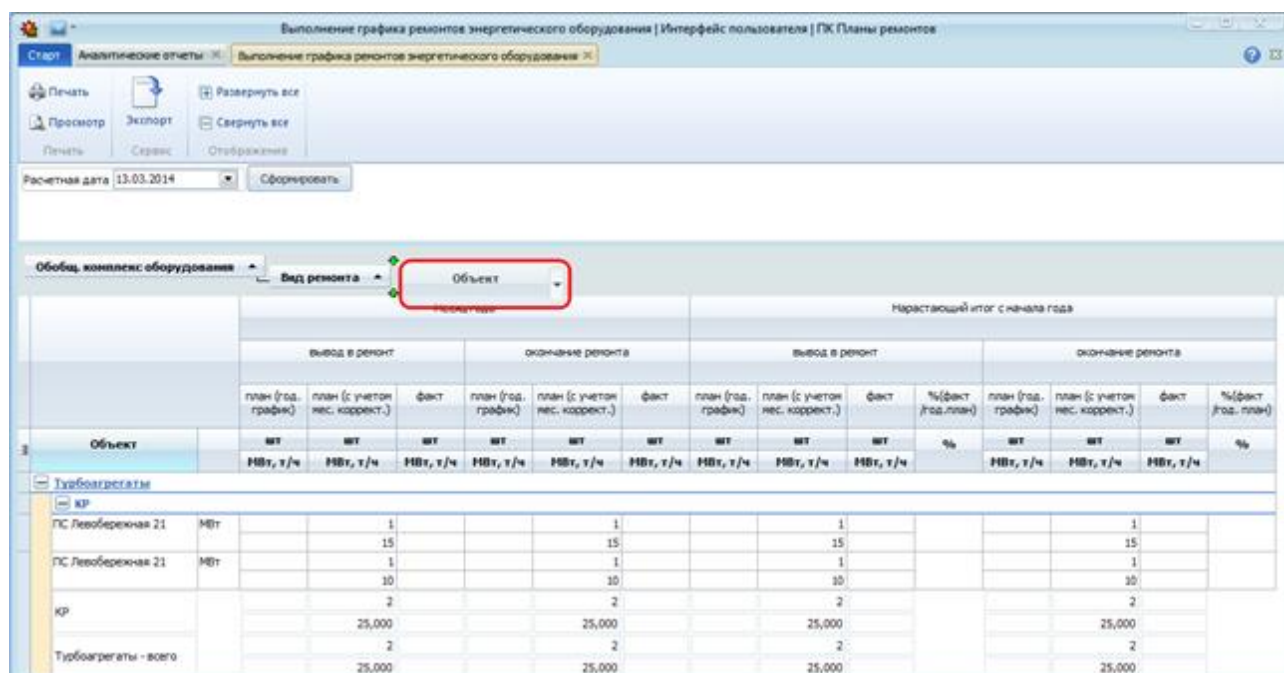 Выполнение графика ремонтов энергетического оборудования | Интерфейс пользователя | ПК Планы ремонтов
Старт Аналитические отчеты Выполнение графика ремонтов энергетического оборудования
Печать Развернуть все
Просмотр Экспорт Свернуть все
Печать Сервис Отображение
Расчетная дата 13.03.2014 Сформировать
Обобщ. комплекс оборудования Вид ремонта Объект
Нарастающий итог с начала года
вывод в ремонт окончание ремонта вывод в ремонт окончание ремонта
план (год. план (с учетом факт план (год. план (с учетом факт план (год. план (с учетом факт %(факт план (год. план (с учетом факт %(факт
график) мес. коррект.) график) мес. коррект.) график) мес. коррект.) /год.план) график) мес. коррект.) /год. план)
Объект шт шт шт шт шт шт шт шт шт % шт шт шт %
МВт, т/ч МВт, т/ч МВт, т/ч МВт, т/ч МВт, т/ч МВт, т/ч МВт, т/ч МВт, т/ч МВт, т/ч МВт, т/ч МВт, т/ч МВт, т/ч
Турбоагрегаты
КР
ПС Левобережная 21 МВт 1 1 1 1
15 15 15 15
ПС Левобережная 21 МВт 1 1 1 1
10 10 10 10
КР 2 2 2 2
25,000 25,000 25,000 25,000
Турбоагрегаты - всего 2 2 2 2
25,000 25,000 25,000 25,000